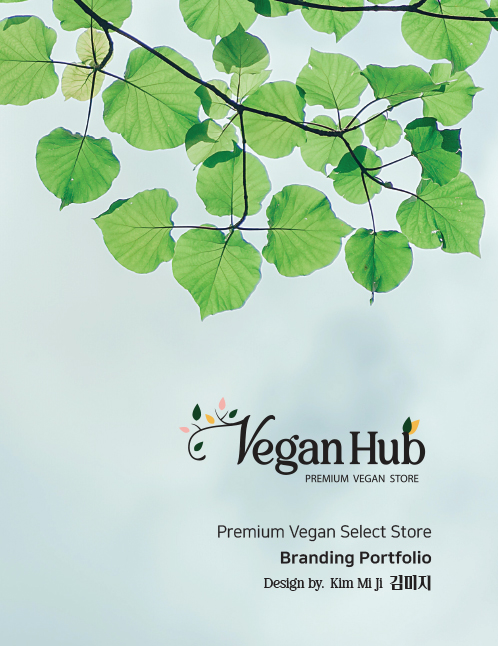 Vegan Hub
PREMIUM VEGAN STORE
Premium Vegan Select Store
Branding Portfolio
Design by. Kim Mi Ji 김미지